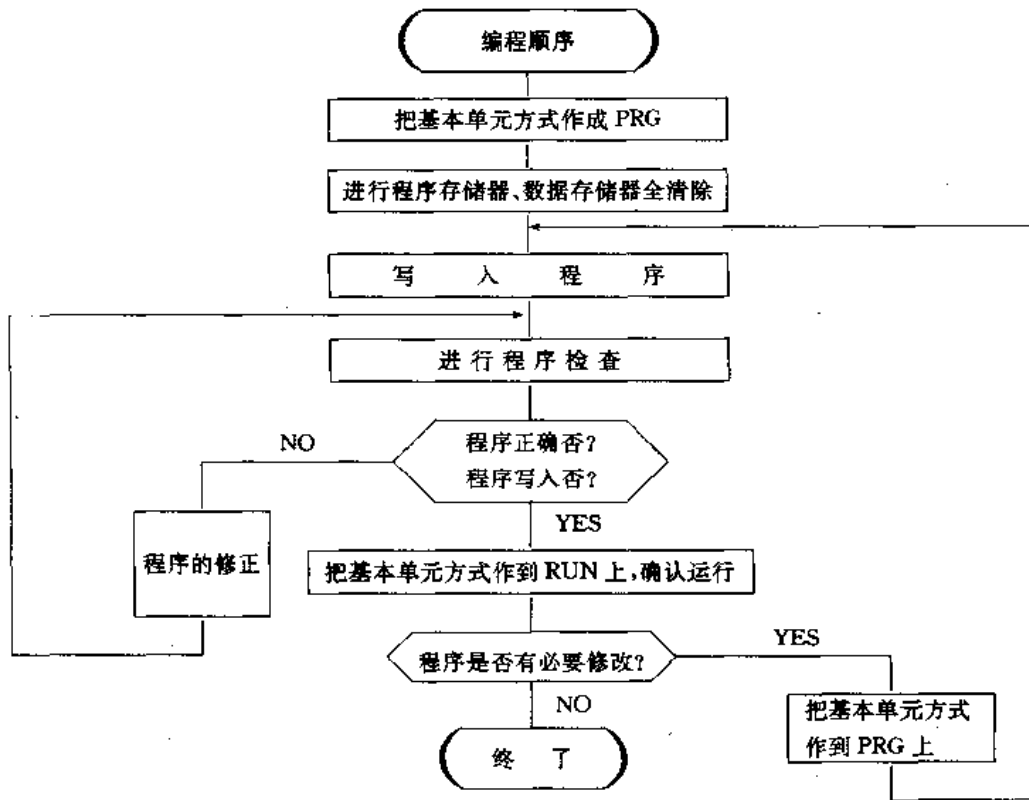 编程顺序
把基本单元方式作成 PRG
进行程序存储器、数据存储器全清除
写入程序
进行程序检查
程序正确否?
程序写入否?
NO
YES
程序的修正
把基本单元方式作到 RUN 上,确认运行
程序是否有必要修改?
YES
NO
把基本单元方式
作到 PRG 上
终了